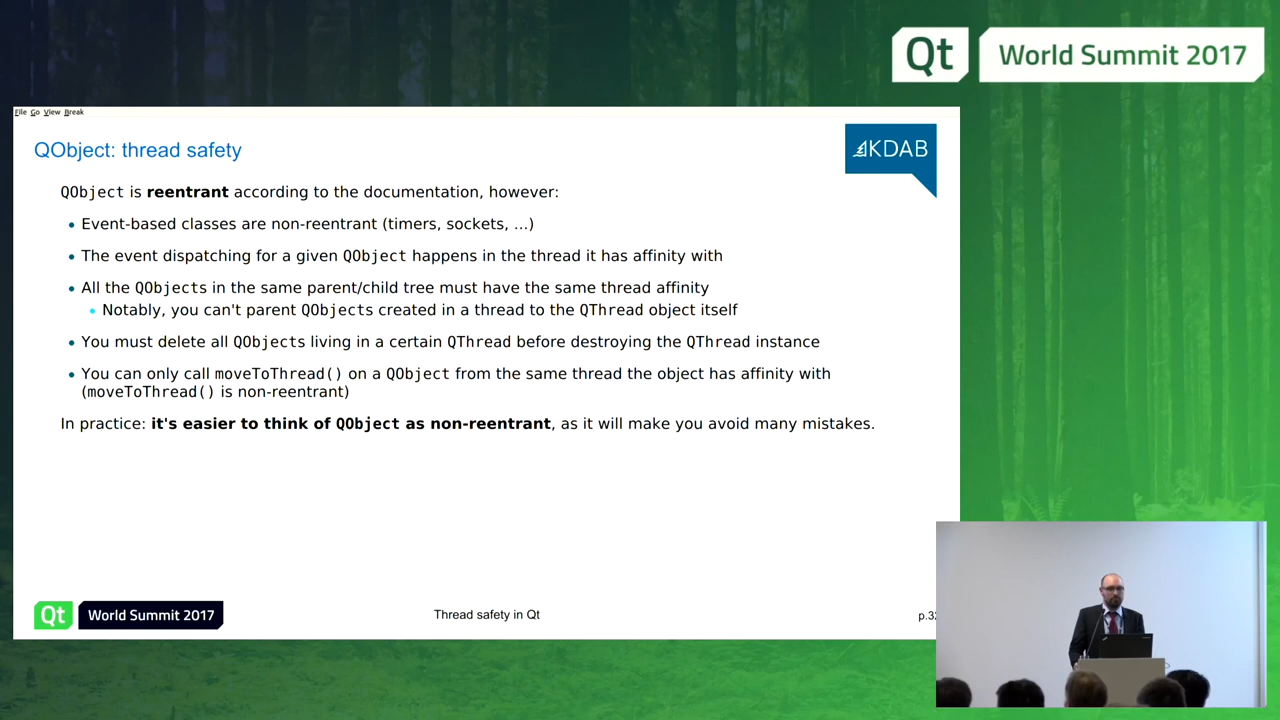 Qt World Summit 2017
File Go View Break
QObject: thread safety
KDAB
QObject is reentrant according to the documentation, however:
• Event-based classes are non-reentrant (timers, sockets, …)
• The event dispatching for a given QObject happens in the thread it has affinity with
• All the QObjects in the same parent/child tree must have the same thread affinity
• Notably, you can't parent QObjects created in a thread to the QThread object itself
• You must delete all QObjects living in a certain QThread before destroying the QThread instance
• You can only call moveToThread() on a QObject from the same thread the object has affinity with
(moveToThread() is non-reentrant)
In practice: it's easier to think of QObject as non-reentrant, as it will make you avoid many mistakes.
Qt World Summit 2017
Thread safety in Qt